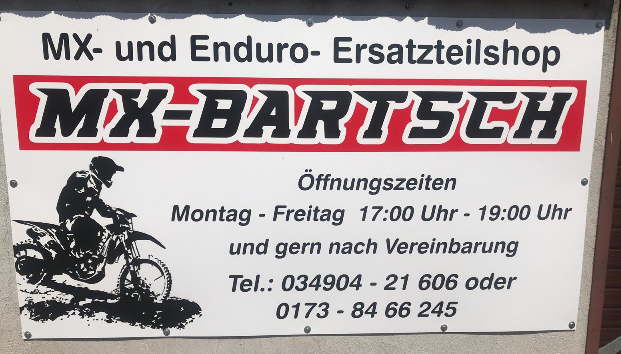 MX- und Enduro- Ersatzteilshop
MX-BARTSCH
Öffnungszeiten
Montag - Freitag 17:00 Uhr - 19:00 Uhr
und gern nach Vereinbarung
Tel.: 034904 - 21 606 oder
0173 - 84 66 245